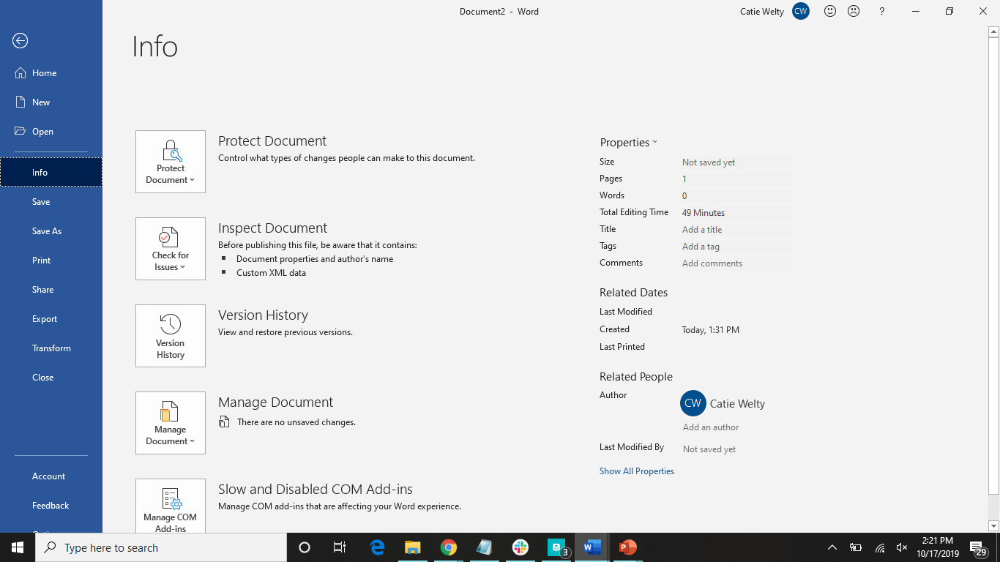 Document2 - Word
Catie Welty CW ?
Info
Home
New
Open
Info
Save
Save As
Print
Share
Export
Transform
Close
Account
Feedback
Protect Document
Protect Document
Control what types of changes people can make to this document.
Check for Issues
Inspect Document
Before publishing this file, be aware that it contains:
Document properties and author's name
Custom XML data
Version History
Version History
View and restore previous versions.
Manage Document
Manage Document
There are no unsaved changes.
Manage COM Add-ins
Slow and Disabled COM Add-ins
Manage COM add-ins that are affecting your Word experience.
Properties
Size Not saved yet
Pages 1
Words 0
Total Editing Time 49 Minutes
Title Add a title
Tags Add a tag
Comments Add comments
Related Dates
Last Modified
Created Today, 1:31 PM
Last Printed
Related People
Author CW Catie Welty
Add an author
Last Modified By Not saved yet
Show All Properties
Type here to search
3
2:21 PM
10/17/2019
29